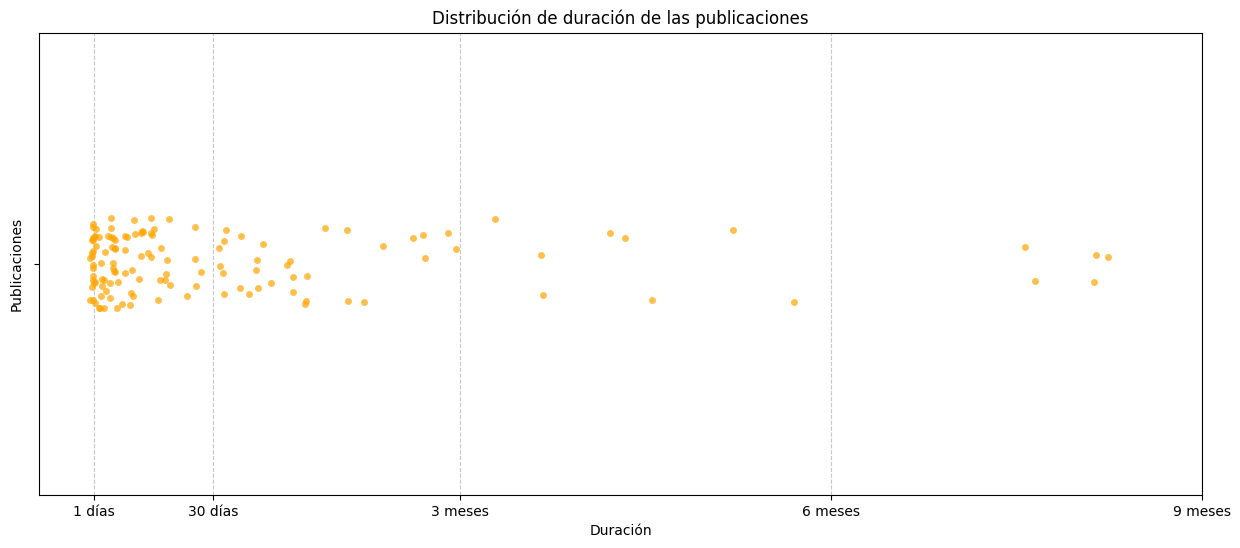 Distribución de duración de las publicaciones
Publicaciones
1 días
30 días
3 meses
6 meses
9 meses
Duración